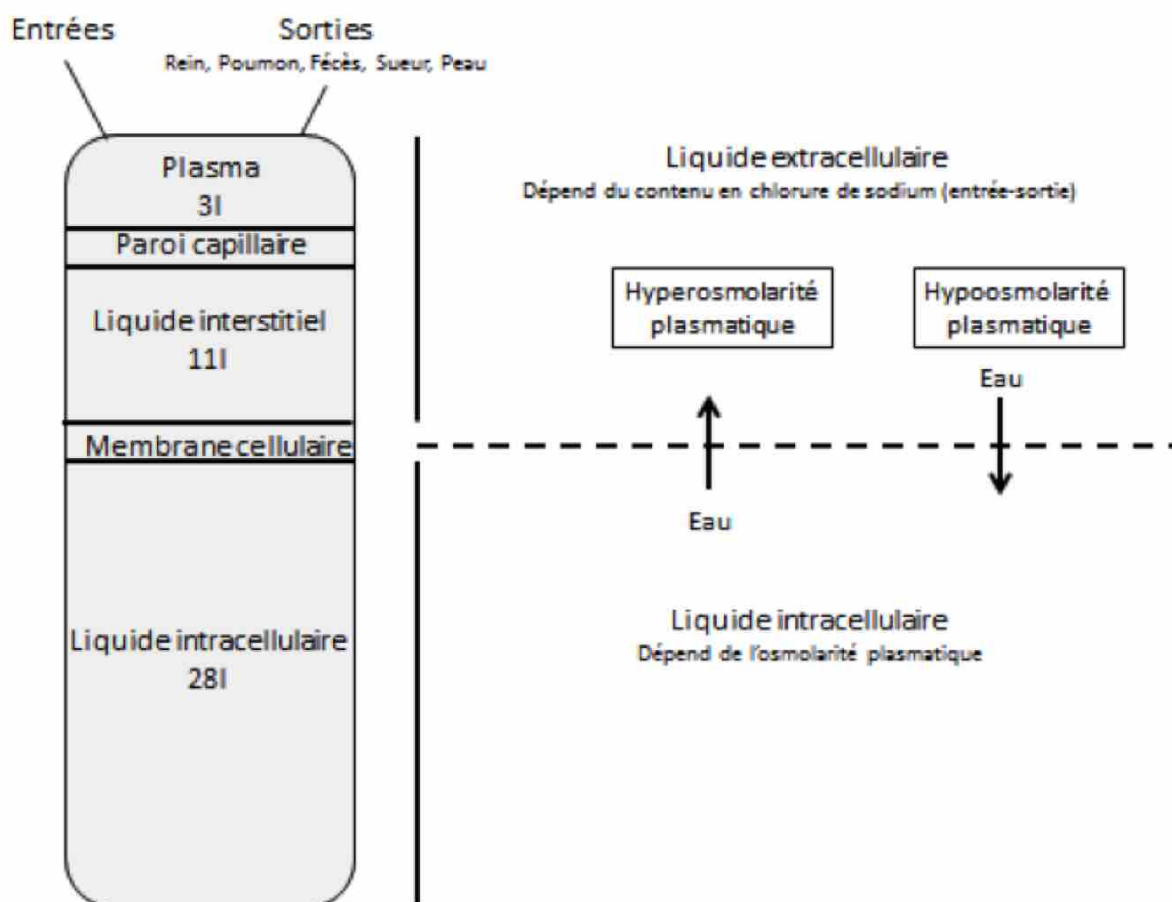 Entrées
Sorties
Rein, Poumon, Fécès, Sueur, Peau
Plasma
3l
Paroi capillaire
Liquide interstitiel
11l
Membrane cellulaire
Liquide intracellulaire
28l
Liquide extracellulaire
Dépend du contenu en chlorure de sodium (entrée-sortie)
Hyperosmolarité
plasmatique
Hypoosmolarité
plasmatique
Eau
Eau
Liquide intracellulaire
Dépend de l'osmolarité plasmatique